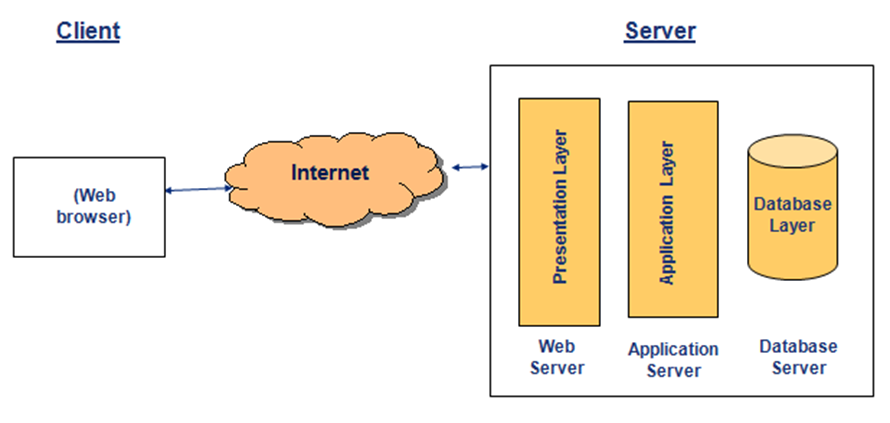 Client
Server
(Web
browser)
Internet
Presentation Layer
Application Layer
Database
Layer
Web
Server
Application
Server
Database
Server